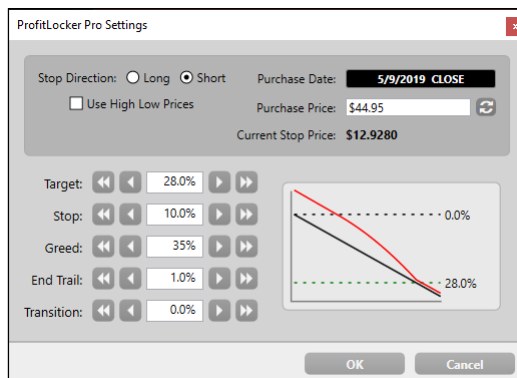 ProfitLocker Pro Settings
Stop Direction: Long Short
Purchase Date: 5/9/2019 CLOSE
Use High Low Prices
Purchase Price: $44.95
Current Stop Price: $12.9280
Target: 28.0%
Stop: 10.0%
Greed: 35%
End Trail: 1.0%
Transition: 0.0%
0.0%
28.0%
OK Cancel